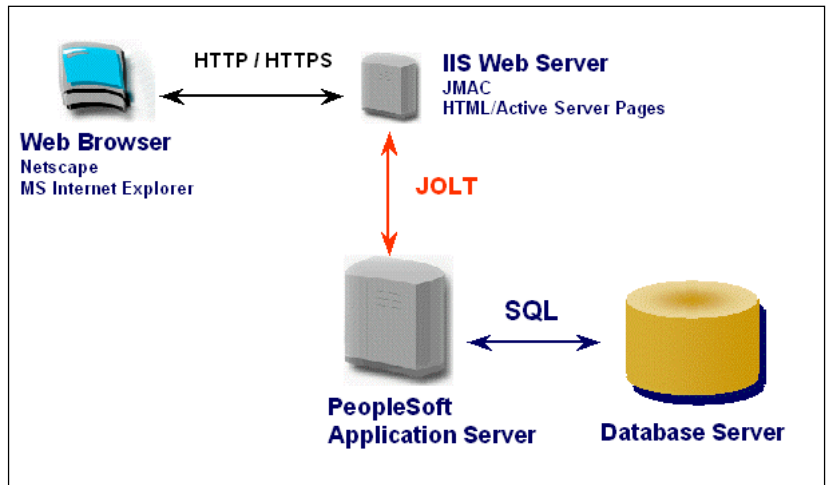 HTTP / HTTPS
IIS Web Server
JMAC
HTML/Active Server Pages
Web Browser
Netscape
MS Internet Explorer
JOLT
SQL
PeopleSoft
Application Server
Database Server